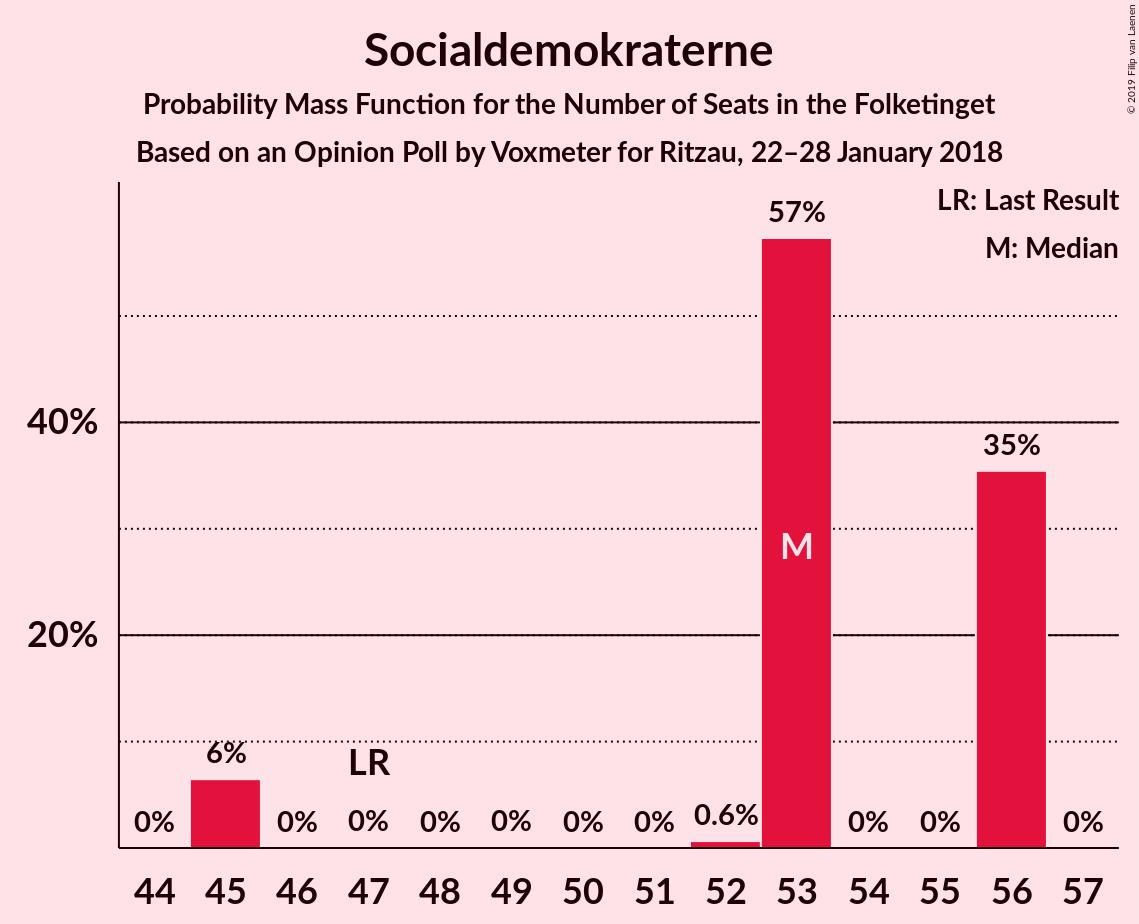 Socialdemokraterne
Probability Mass Function for the Number of Seats in the Folketinget
Based on an Opinion Poll by Voxmeter for Ritzau, 22–28 January 2018
© 2019 Filip van Laenen
LR: Last Result
M: Median
57%
40%
35%
M
20%
6%
LR
0%
0%
0%
0%
0%
0%
0%
0.6%
0%
0%
0%
44 45 46 47 48 49 50 51 52 53 54 55 56 57